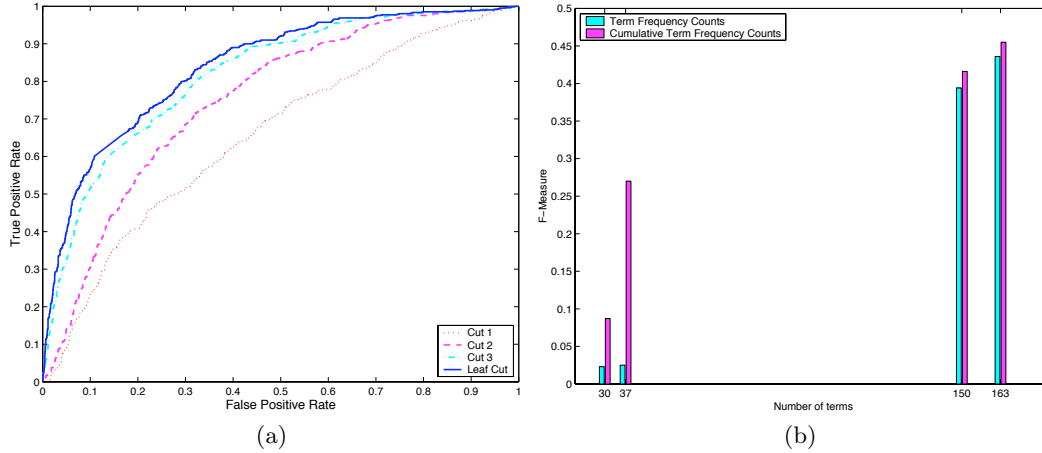 1
0.9
0.8
0.7
0.6
0.5
0.4
0.3
0.2
0.1
0
True Positive Rate
0 0.1 0.2 0.3 0.4 0.5 0.6 0.7 0.8 0.9 1
False Positive Rate
Cut 1
Cut 2
Cut 3
Leaf Cut
(a)
0.5
0.45
0.4
0.35
0.3
0.25
0.2
0.15
0.1
0.05
0
F-Measure
Term Frequency Counts
Cumulative Term Frequency Counts
30 37 150 163
Number of terms
(b)